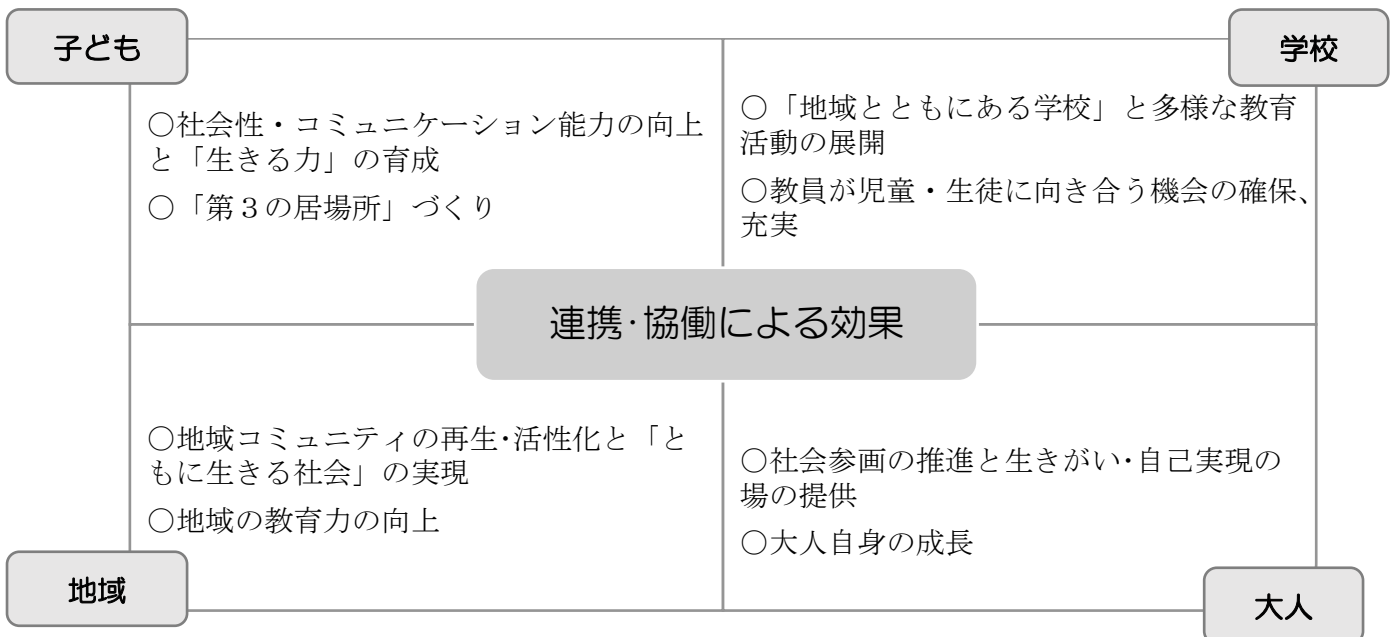 子ども
○社会性・コミュニケーション能力の向上
と「生きる力」の育成
○「第３の居場所」づくり
学校
○「地域とともにある学校」と多様な教育
活動の展開
○教員が児童・生徒に向き合う機会の確保、
充実
連携･協働による効果
○地域コミュニティの再生･活性化と「と
もに生きる社会」の実現
○地域の教育力の向上
地域
○社会参画の推進と生きがい･自己実現の
場の提供
○大人自身の成長
大人